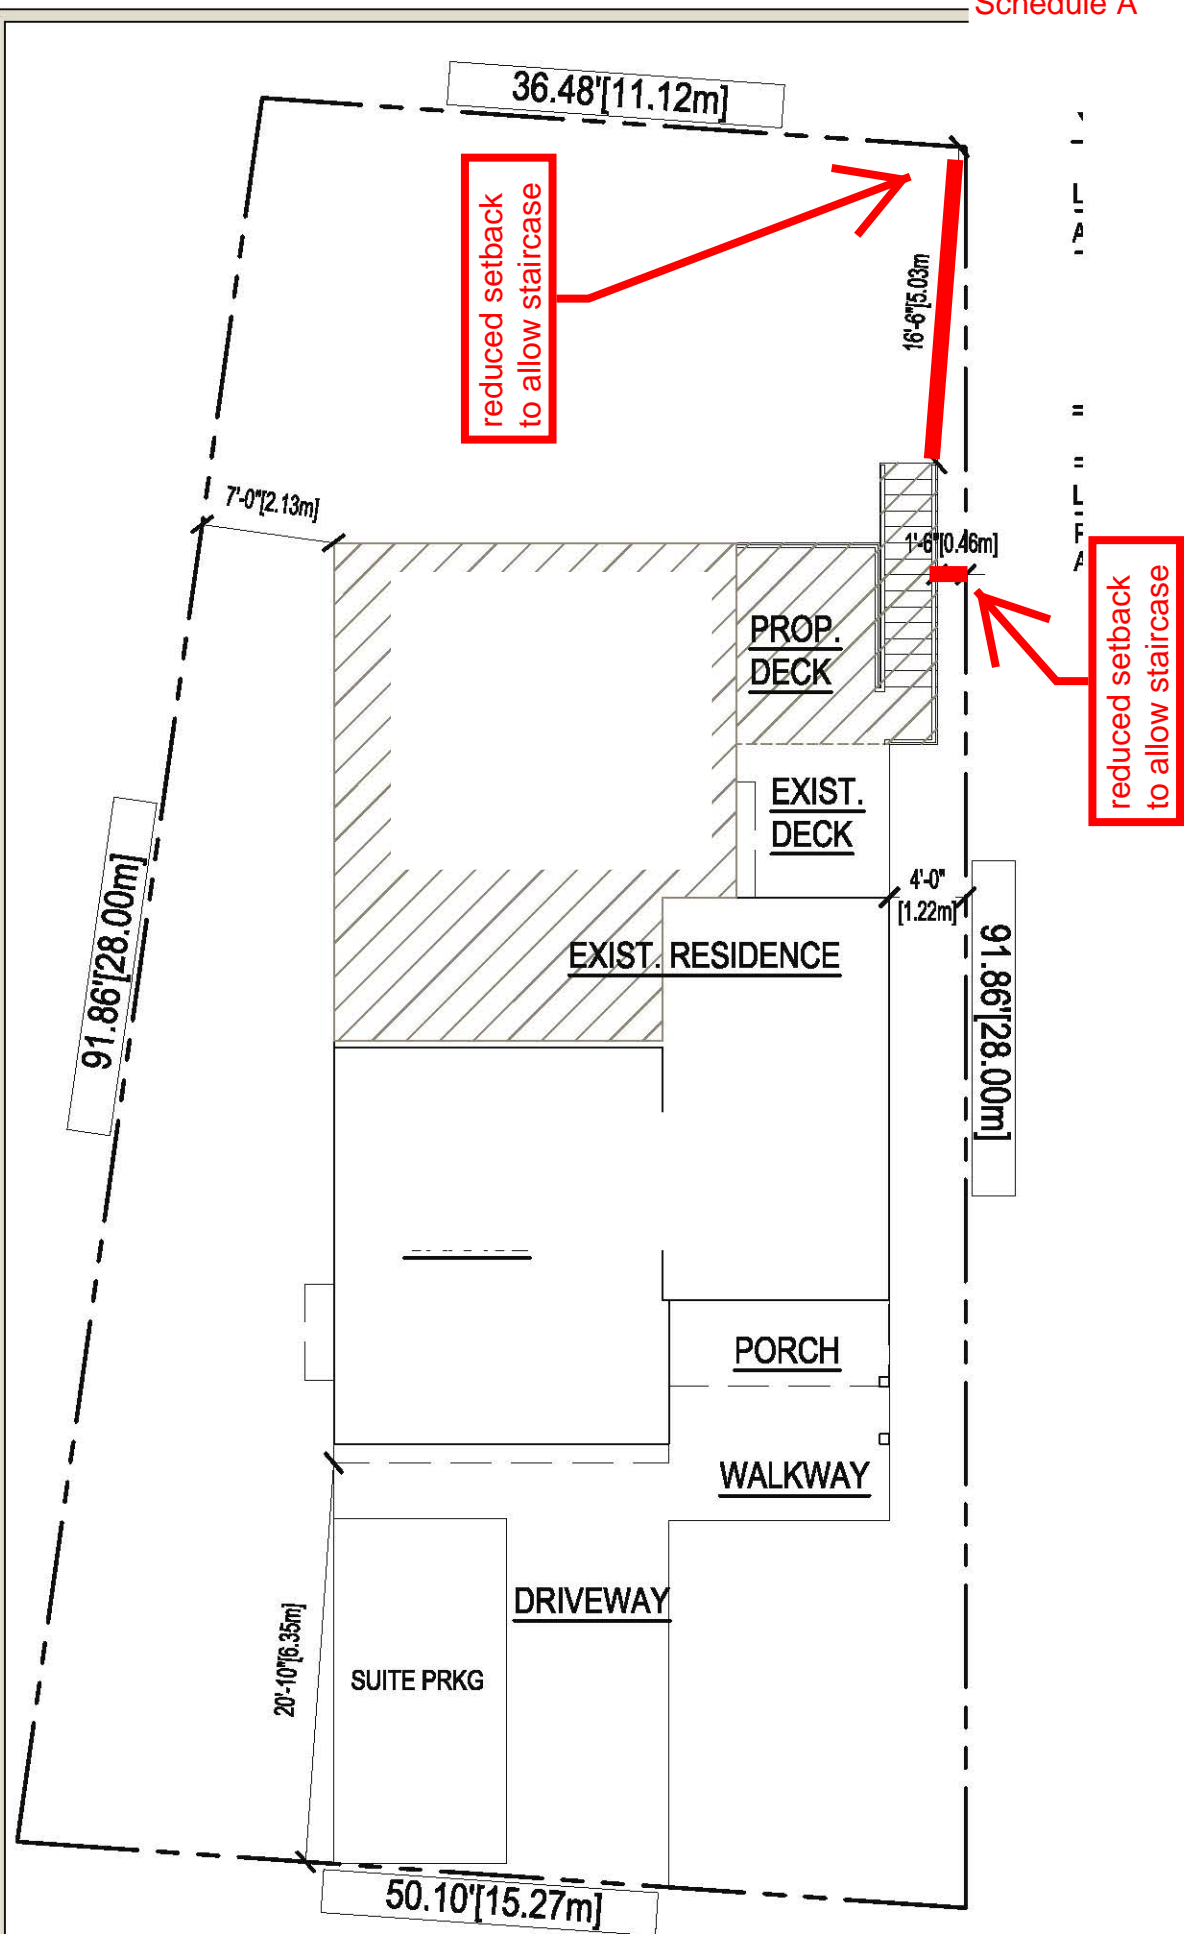 Schedule A
36.48'[11.12m]
reduced setback
to allow staircase
16'-6"[5.03m
7'-0"[2.13m]
1'-6"[0.46m]
PROP.
DECK
reduced setback
to allow staircase
EXIST.
DECK
4'-0"
[1.22m]
91.86'[28.00m]
EXIST. RESIDENCE
91.86'[28.00m]
PORCH
WALKWAY
DRIVEWAY
20'-10"[6.35m]
SUITE PRKG
50.10'[15.27m]